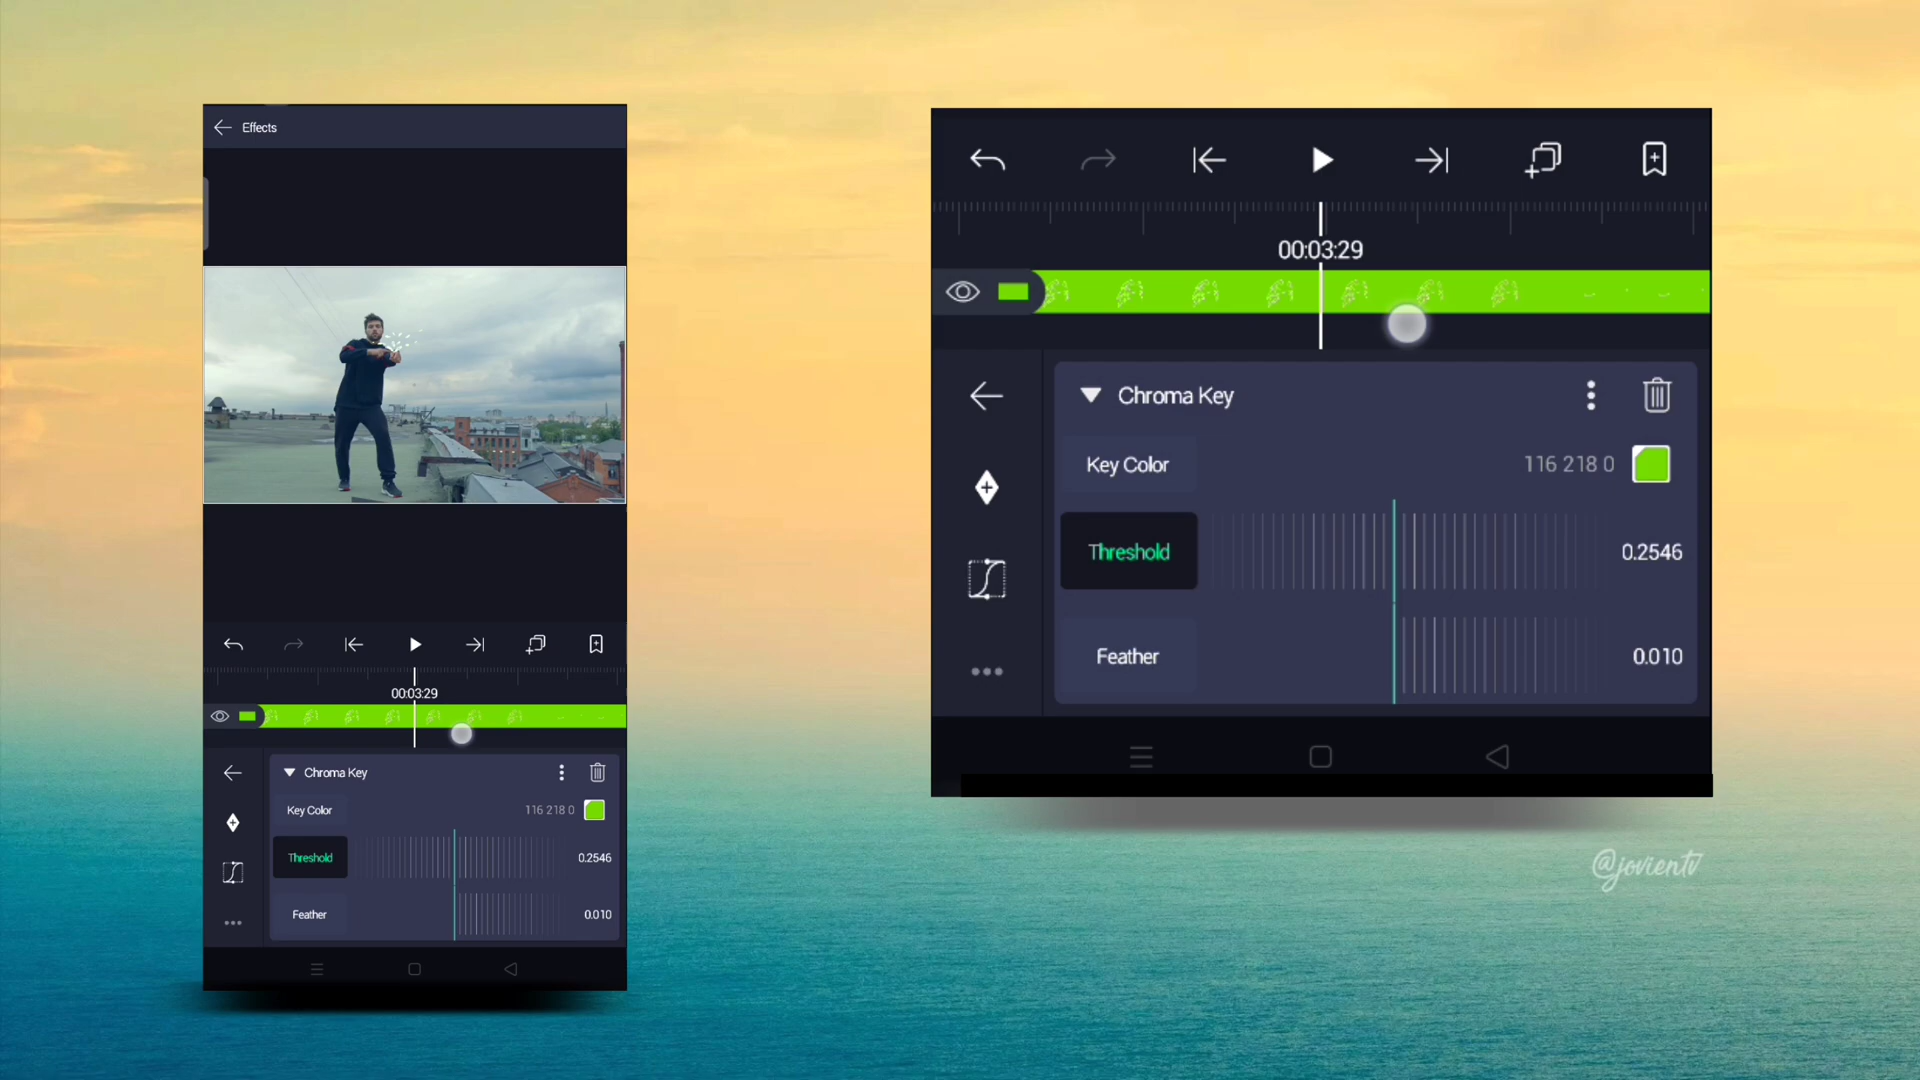 Effects
00:03:29
Chroma Key
Key Color
116 218 0
Threshold
0.2546
Feather
0.010
00:03:29
Chroma Key
Key Color
116 218 0
Threshold
0.2546
Feather
0.010
@jovientv